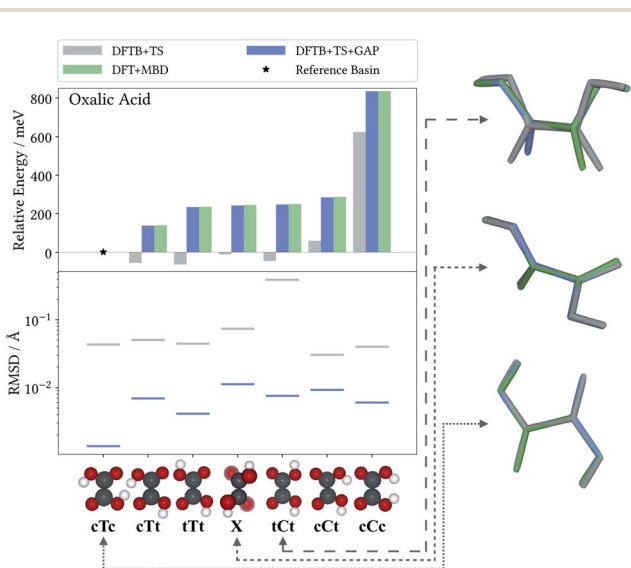 DFTB+TS
DFTB+TS+GAP
DFT+MBD
Reference Basin
Oxalic Acid
Relative Energy / meV
800
600
400
200
0
RMSD / Å
10⁻¹
10⁻²
cTc cTt tTt X tCt cCt cCc